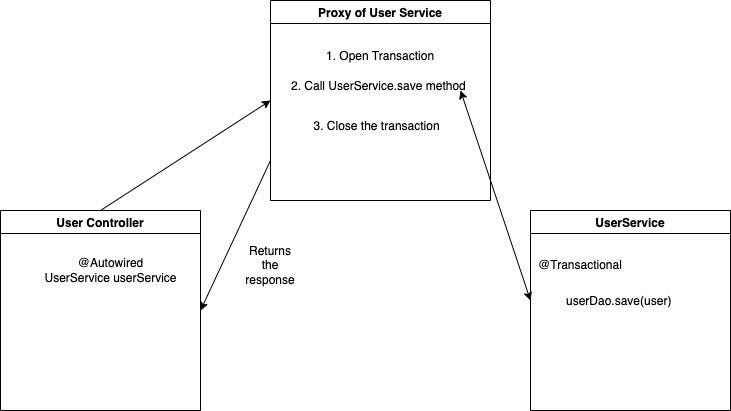 Proxy of User Service
1. Open Transaction
2. Call UserService.save method
3. Close the transaction
User Controller
@Autowired
UserService userService
Returns
the
response
UserService
@Transactional
userDao.save(user)